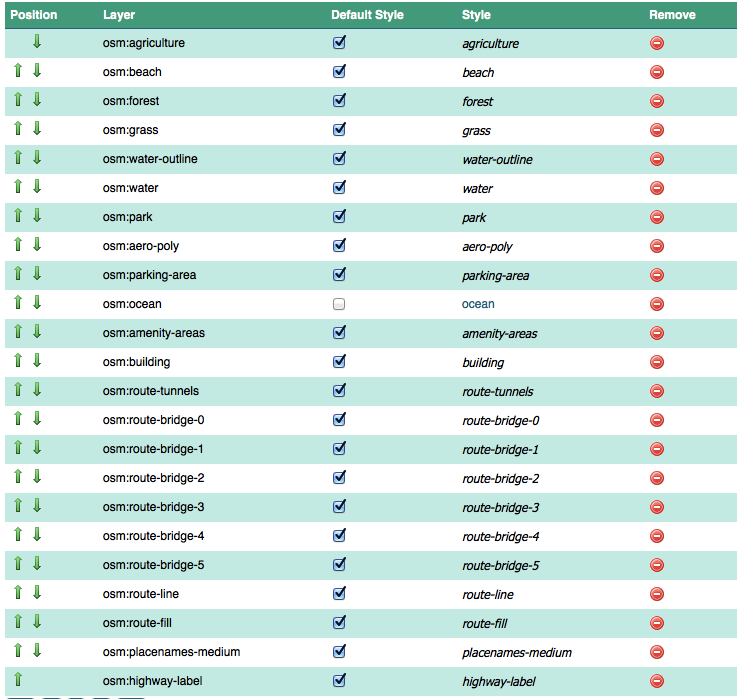 Position Layer Default Style Style Remove
osm:agriculture agriculture
osm:beach beach
osm:forest forest
osm:grass grass
osm:water-outline water-outline
osm:water water
osm:park park
osm:aero-poly aero-poly
osm:parking-area parking-area
osm:ocean ocean
osm:amenity-areas amenity-areas
osm:building building
osm:route-tunnels route-tunnels
osm:route-bridge-0 route-bridge-0
osm:route-bridge-1 route-bridge-1
osm:route-bridge-2 route-bridge-2
osm:route-bridge-3 route-bridge-3
osm:route-bridge-4 route-bridge-4
osm:route-bridge-5 route-bridge-5
osm:route-line route-line
osm:route-fill route-fill
osm:placenames-medium placenames-medium
osm:highway-label highway-label